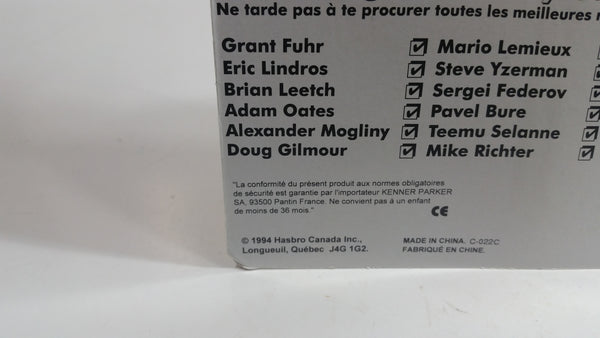 Ne tarde pas à te procurer toutes les meilleures
Grant Fuhr Mario Lemieux
Eric Lindros Steve Yzerman
Brian Leetch Sergei Federov
Adam Oates Pavel Bure
Alexander Mogliny Teemu Selanne
Doug Gilmour Mike Richter
"La conformité du présent produit aux normes obligatoires
de sécurité est garantie par l'importateur KENNER PARKER
SA, 93500 Pantin France. Ne convient pas à un enfant
de moins de 36 mois."
CE
© 1994 Hasbro Canada Inc., MADE IN CHINA. C-022C
Longueuil, Québec J4G 1G2. FABRIQUÉ EN CHINE.